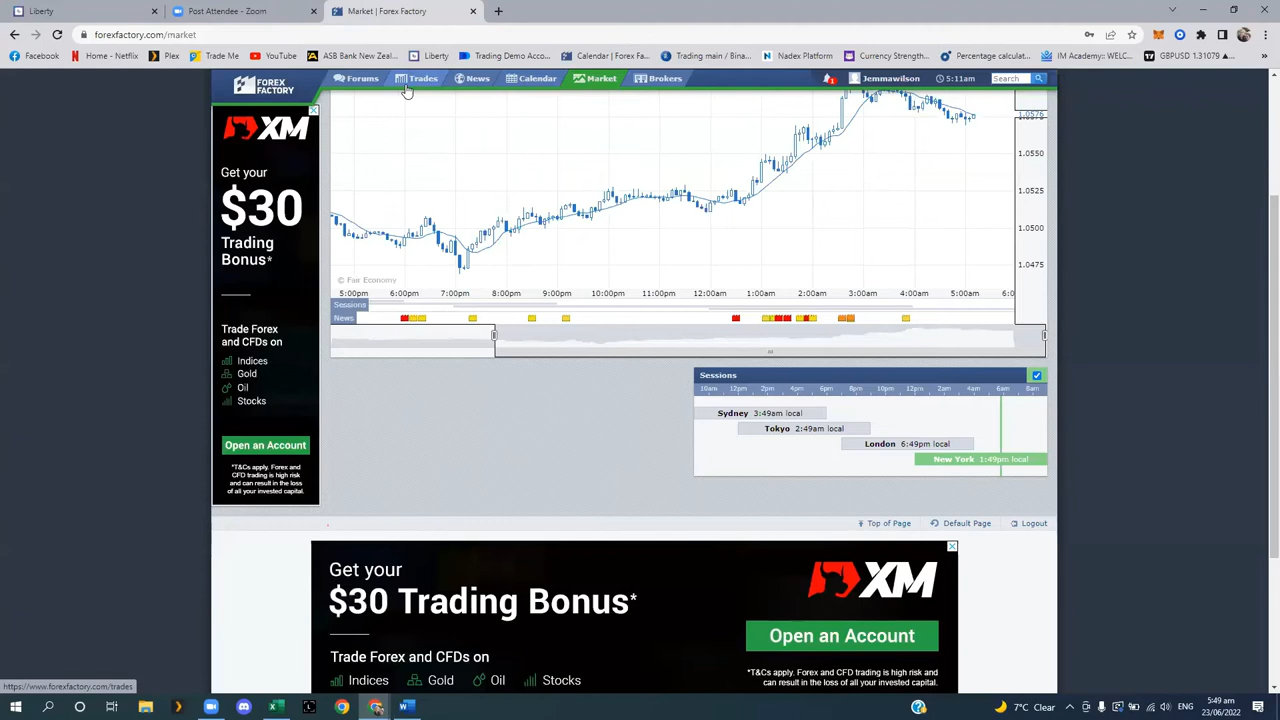 Liberty
Post Attendee - Zoom
Market | Forex Factory
forexfactory.com/market
Facebook
Home - Netflix
Plex
Trade Me
YouTube
ASB Bank New Zeal...
Liberty
Trading Demo Acco...
Calendar | Forex Fa...
Trading main / Bina...
Nadex Platform
Currency Strength...
Percentage calculat...
IM Academy: WELC...
GBPUSD 1.31079 ▲...
FOREX
FACTORY
Forums
Trades
News
Calendar
Market
Brokers
1
Jemmawilson
5:11am
Search
XM
Get your
$30
Trading
Bonus*
Trade Forex
and CFDs on
Indices
Gold
Oil
Stocks
Open an Account
*T&Cs apply. Forex and
CFD trading is high risk
and can result in the loss
of all your invested capital.
1.0576
1.0550
1.0525
1.0500
1.0475
© Fair Economy
5:00pm 6:00pm 7:00pm 8:00pm 9:00pm 10:00pm 11:00pm 12:00am 1:00am 2:00am 3:00am 4:00am 5:00am 6:0
Sessions
News
Sessions
10am 12pm 2pm 4pm 6pm 8pm 10pm 12pm 2am 4am 6am 8am
Sydney 3:49am local
Tokyo 2:49am local
London 6:49pm local
New York 1:49pm local
Top of Page
Default Page
Logout
Get your
$30 Trading Bonus*
Trade Forex and CFDs on
Indices
Gold
Oil
Stocks
XM
Open an Account
*T&Cs apply. Forex and CFD trading is high risk and
can result in the loss of all your invested capital.
https://www.forexfactory.com/trades
7°C Clear
5:49 am
23/06/2022